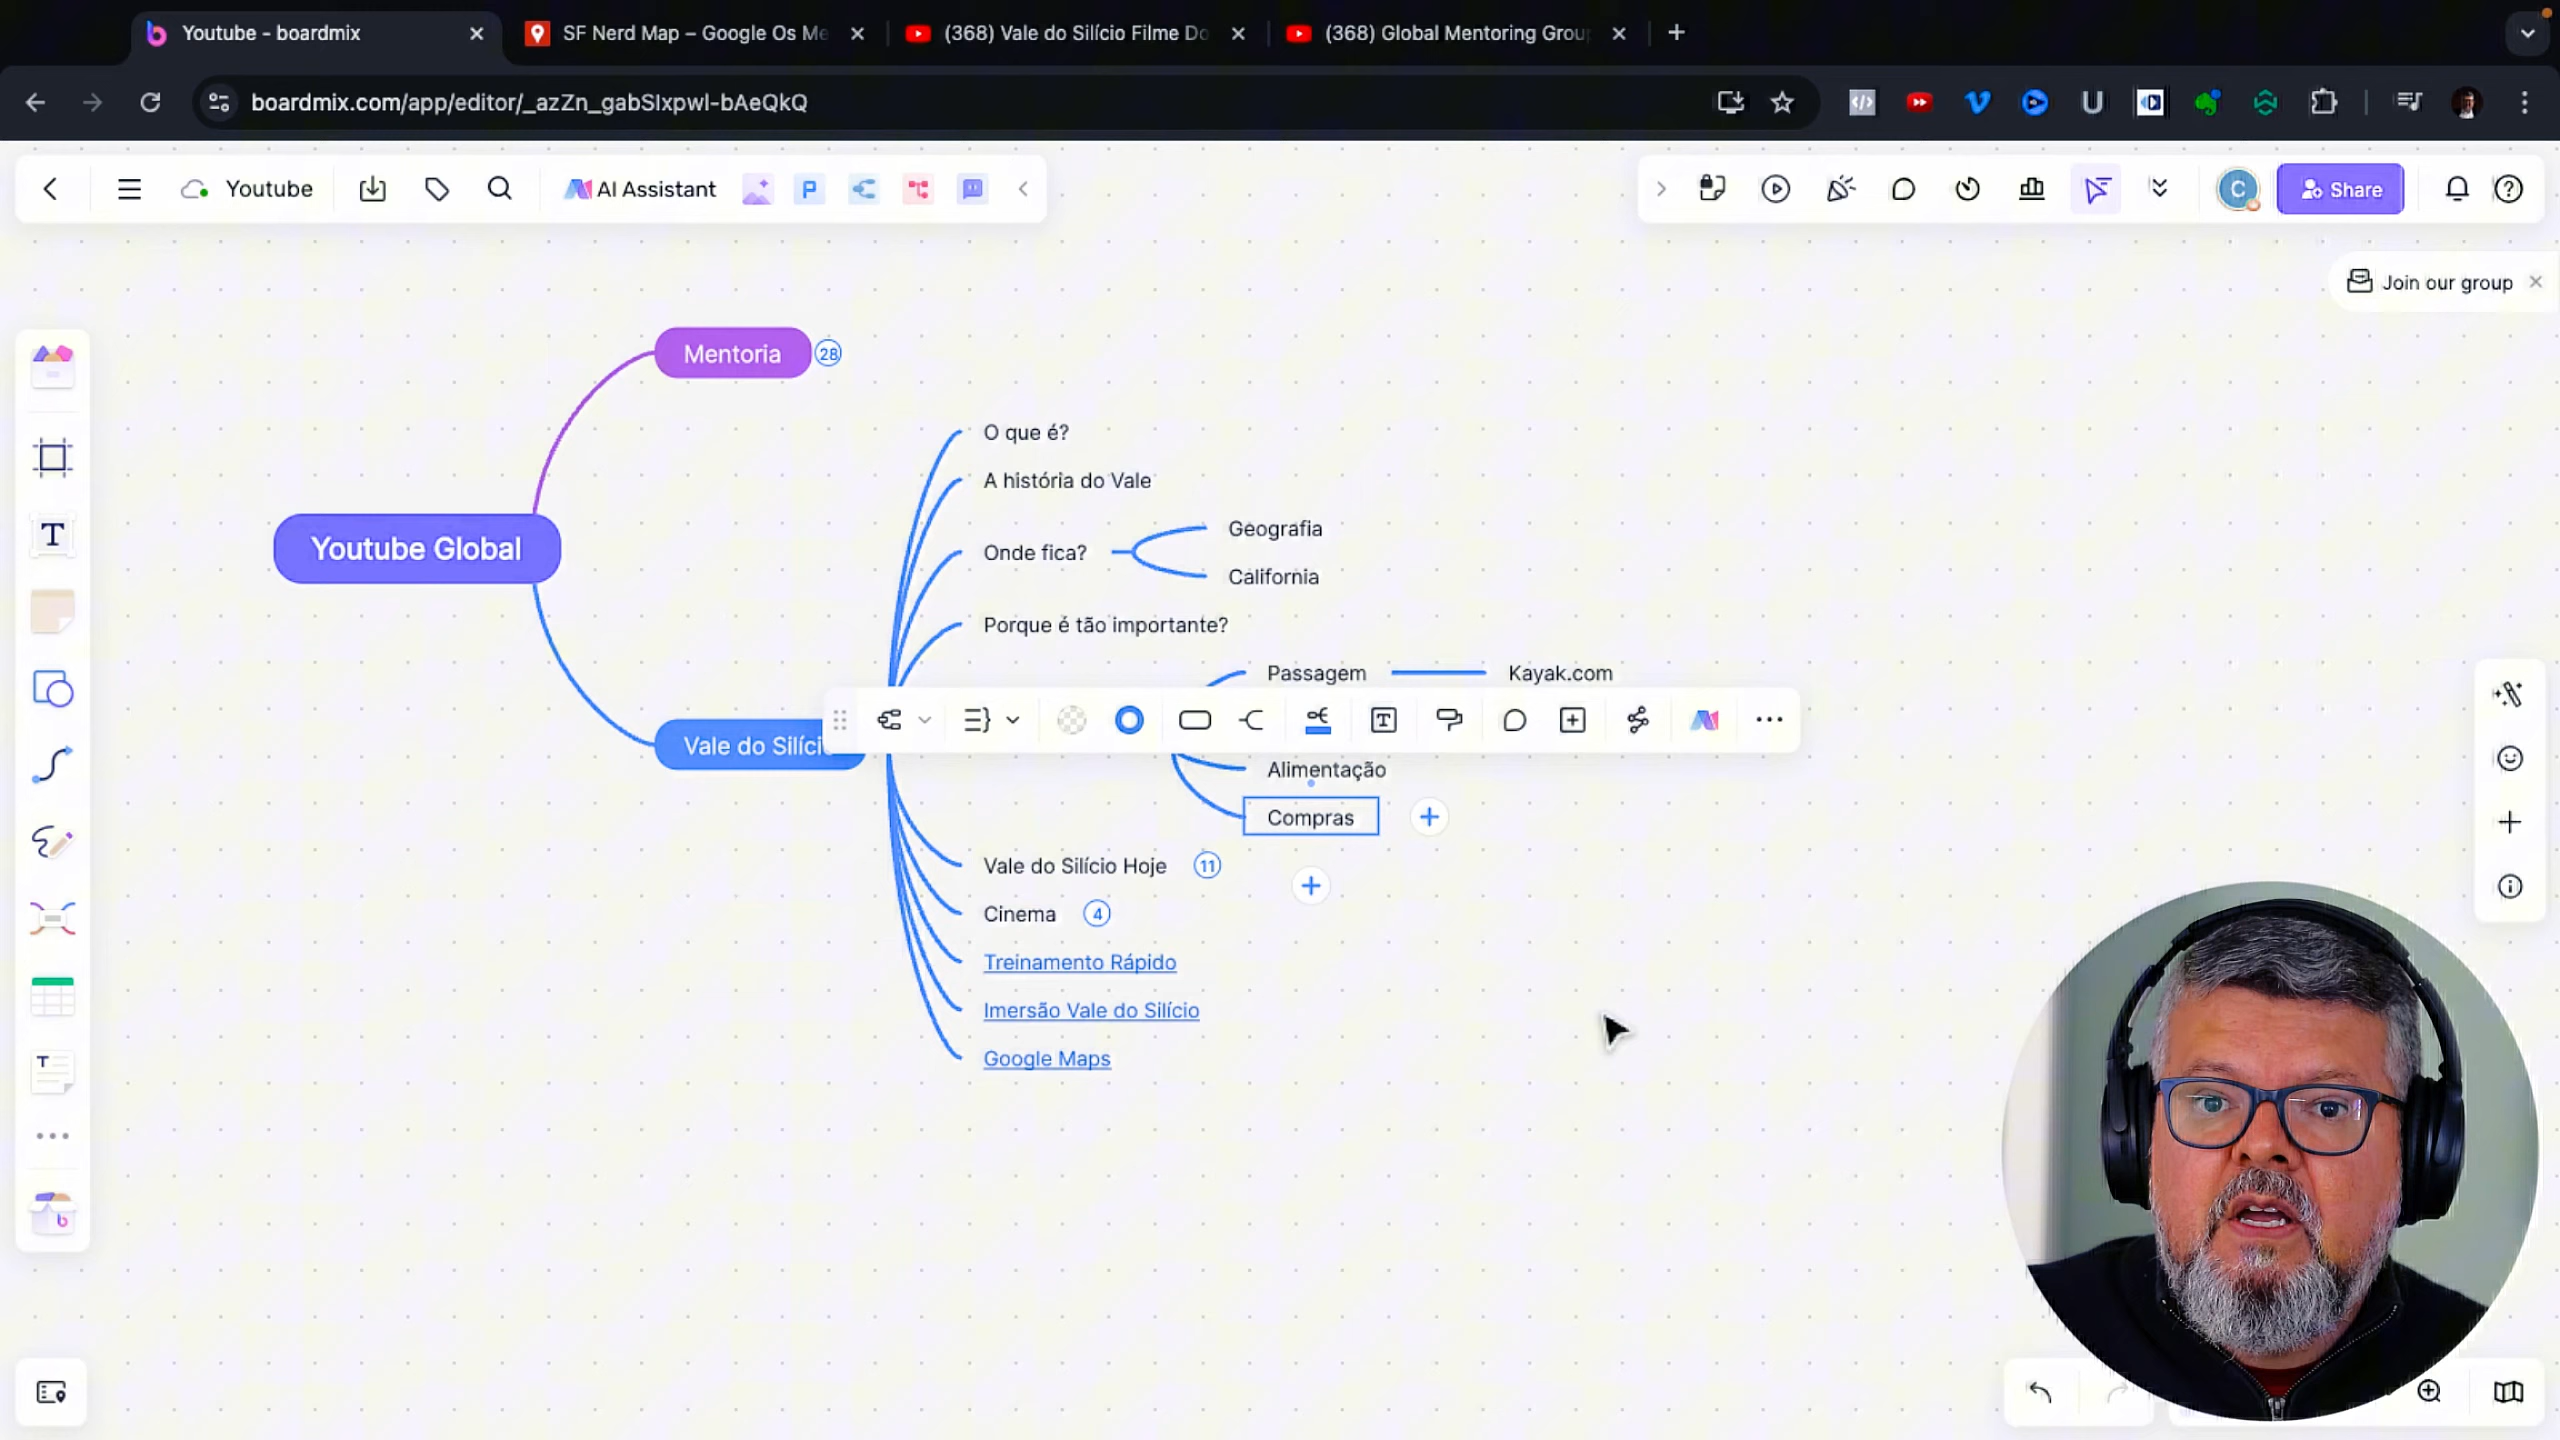 Youtube - boardmix
SF Nerd Map – Google Os Me
(368) Vale do Silício Filme Do
(368) Global Mentoring Grou
boardmix.com/app/editor/_azZn_gabSIxpwI-bAeQkQ
Youtube
AI Assistant
P
U
C
Share
Join our group
Mentoria
28
O que é?
A história do Vale
Onde fica?
Geografia
California
Youtube Global
Porque é tão importante?
Passagem
Kayak.com
Vale do Silíci
Alimentação
Compras
Vale do Silício Hoje
11
Cinema
4
Treinamento Rápido
Imersão Vale do Silício
Google Maps